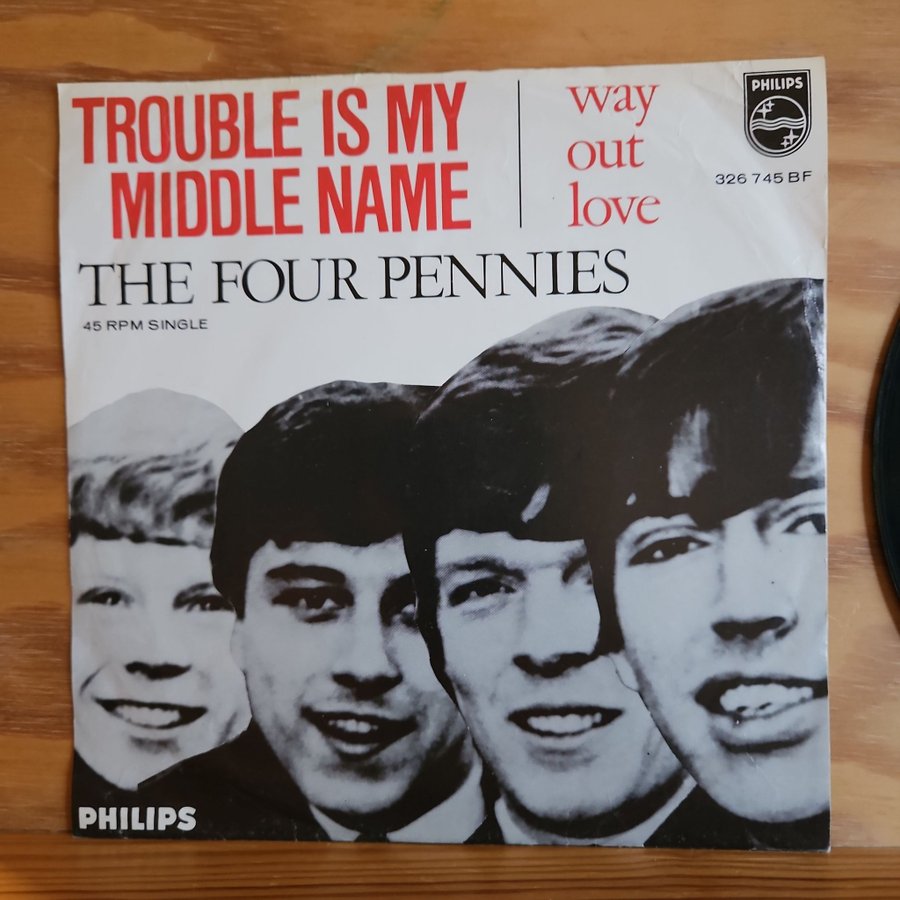 TROUBLE IS MY
MIDDLE NAME
way
out
love
PHILIPS
326 745 BF
THE FOUR PENNIES
45 RPM SINGLE
PHILIPS